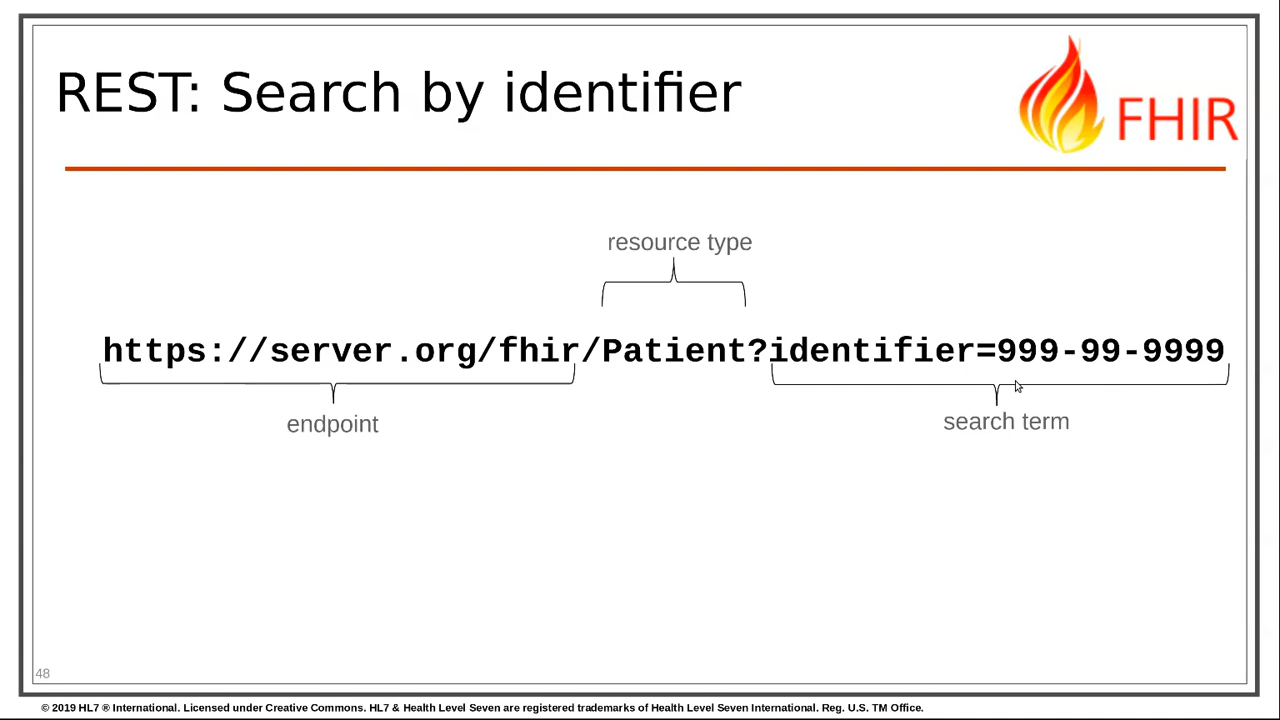 REST: Search by identifier
FHIR
resource type
https://server.org/fhir/Patient?identifier=999-99-9999
endpoint
search term
48
© 2019 HL7 ® International. Licensed under Creative Commons. HL7 & Health Level Seven are registered trademarks of Health Level Seven International. Reg. U.S. TM Office.